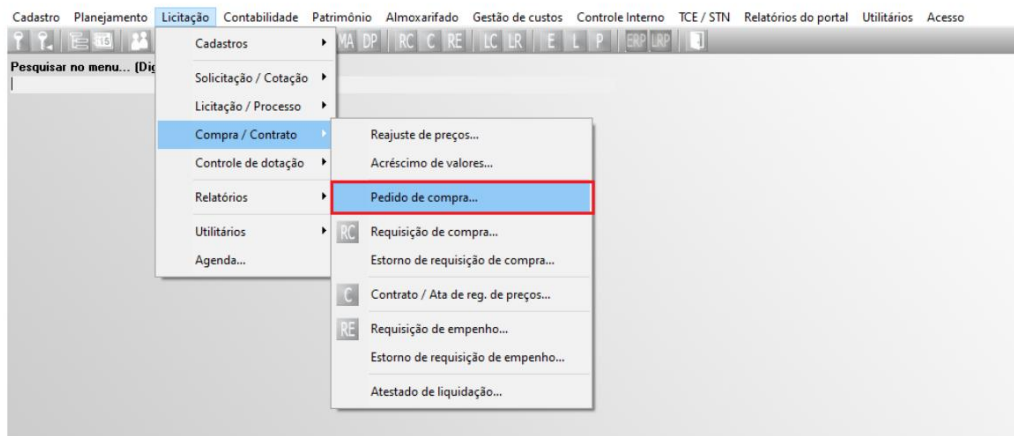 Cadastro Planejamento Licitação Contabilidade Patrimônio Almoxarifado Gestão de custos Controle Interno TCE / STN Relatórios do portal Utilitários Acesso
MA DP RC C RE LC LR E L P ERP LRP
Pesquisar no menu... (Dig
Cadastros
Solicitação / Cotação
Licitação / Processo
Compra / Contrato
Controle de dotação
Relatórios
Utilitários
Agenda...
Reajuste de preços...
Acréscimo de valores...
Pedido de compra...
RC Requisição de compra...
Estorno de requisição de compra...
C Contrato / Ata de reg. de preços...
RE Requisição de empenho...
Estorno de requisição de empenho...
Atestado de liquidação...